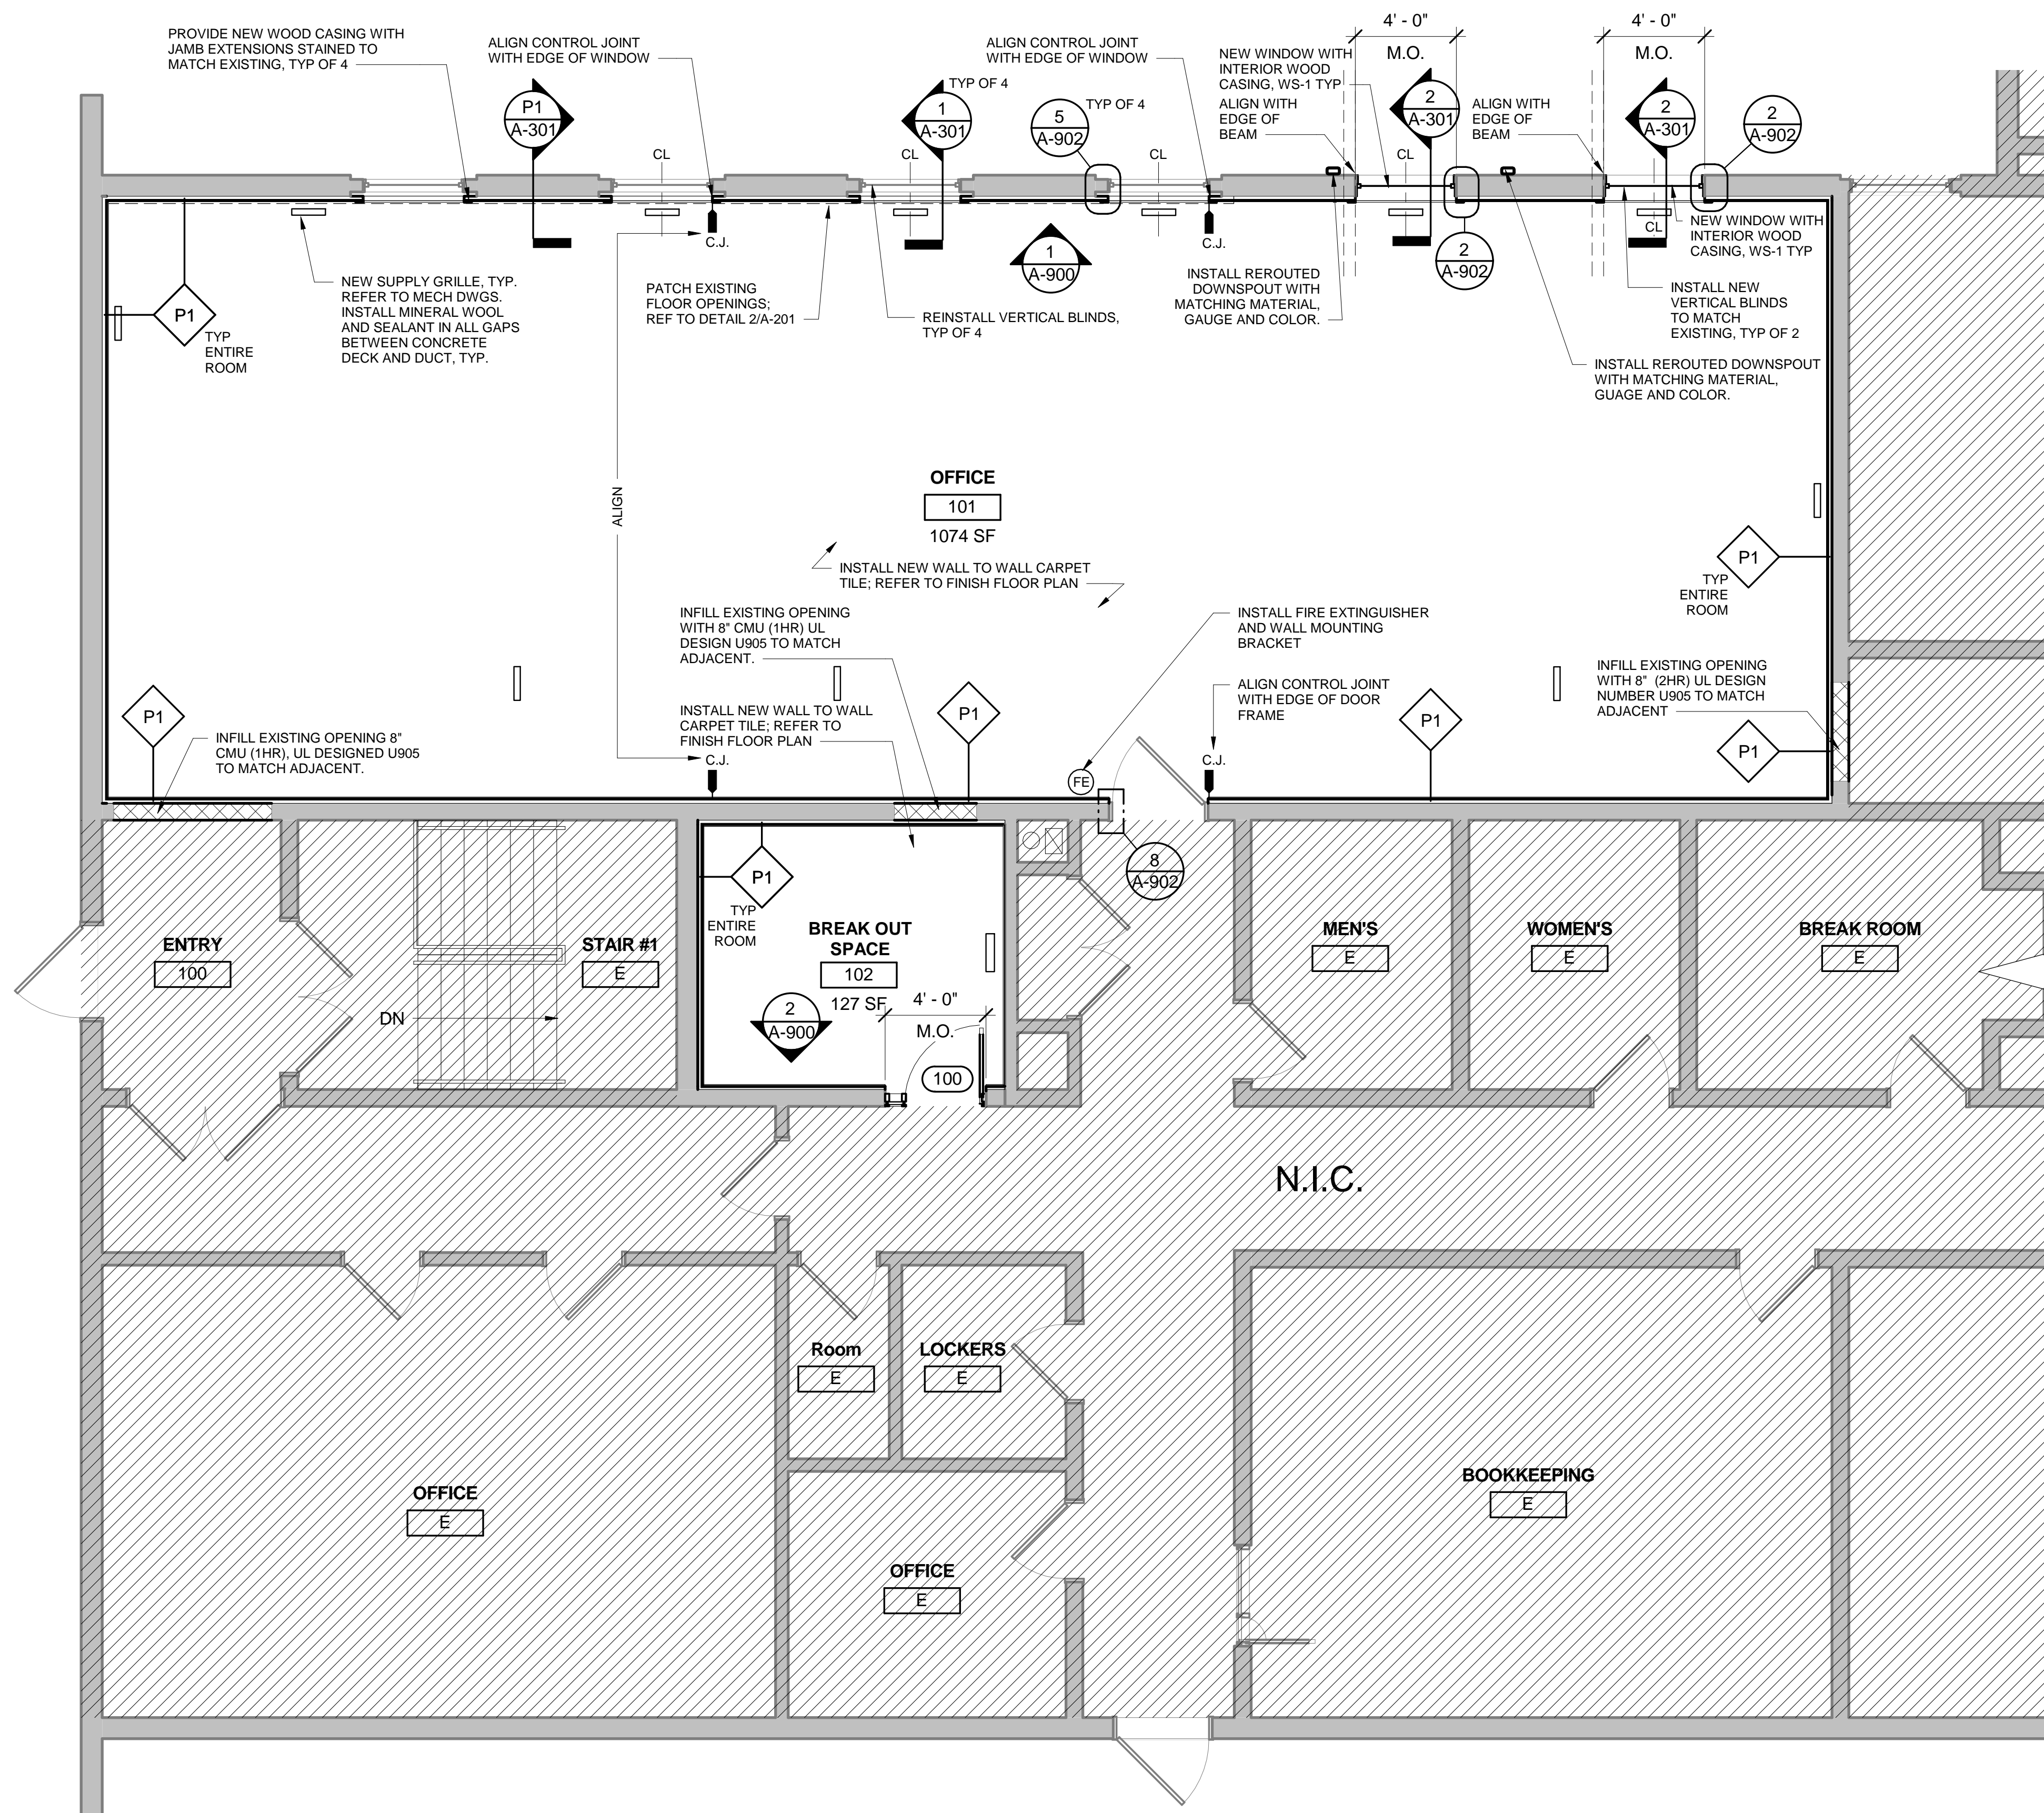 PROVIDE NEW WOOD CASING WITH
JAMB EXTENSIONS STAINED TO
MATCH EXISTING, TYP OF 4
ALIGN CONTROL JOINT
WITH EDGE OF WINDOW
P1
A-301
TYP OF 4
1
A-301
ALIGN CONTROL JOINT
WITH EDGE OF WINDOW
TYP OF 4
5
A-902
NEW WINDOW WITH
INTERIOR WOOD
CASING, WS-1 TYP
ALIGN WITH
EDGE OF
BEAM
4' - 0"
M.O.
2
A-301
ALIGN WITH
EDGE OF
BEAM
4' - 0"
M.O.
2
A-301
2
A-902
CL
CL
CL
CL
CL
C.J.
C.J.
1
A-900
2
A-902
NEW WINDOW WITH
INTERIOR WOOD
CASING, WS-1 TYP
P1
TYP
ENTIRE
ROOM
NEW SUPPLY GRILLE, TYP.
REFER TO MECH DWGS.
INSTALL MINERAL WOOL
AND SEALANT IN ALL GAPS
BETWEEN CONCRETE
DECK AND DUCT, TYP.
PATCH EXISTING
FLOOR OPENINGS;
REF TO DETAIL 2/A-201
REINSTALL VERTICAL BLINDS,
TYP OF 4
INSTALL REROUTED
DOWNSPOUT WITH
MATCHING MATERIAL,
GAUGE AND COLOR.
INSTALL NEW
VERTICAL BLINDS
TO MATCH
EXISTING, TYP OF 2
INSTALL REROUTED DOWNSPOUT
WITH MATCHING MATERIAL,
GUAGE AND COLOR.
ALIGN
OFFICE
101
1074 SF
INSTALL NEW WALL TO WALL CARPET
TILE; REFER TO FINISH FLOOR PLAN
P1
TYP
ENTIRE
ROOM
INFILL EXISTING OPENING
WITH 8" CMU (1HR) UL
DESIGN U905 TO MATCH
ADJACENT.
INSTALL FIRE EXTINGUISHER
AND WALL MOUNTING
BRACKET
INFILL EXISTING OPENING
WITH 8" (2HR) UL DESIGN
NUMBER U905 TO MATCH
ADJACENT
P1
INFILL EXISTING OPENING 8"
CMU (1HR), UL DESIGNED U905
TO MATCH ADJACENT.
INSTALL NEW WALL TO WALL
CARPET TILE; REFER TO
FINISH FLOOR PLAN
P1
ALIGN CONTROL JOINT
WITH EDGE OF DOOR
FRAME
P1
P1
C.J.
FE
C.J.
8
A-902
P1
TYP
ENTIRE
ROOM
BREAK OUT
SPACE
102
127 SF
4' - 0"
M.O.
2
A-900
100
ENTRY
100
STAIR #1
E
DN
MEN'S
E
WOMEN'S
E
BREAK ROOM
E
N.I.C.
Room
E
LOCKERS
E
OFFICE
E
OFFICE
E
BOOKKEEPING
E